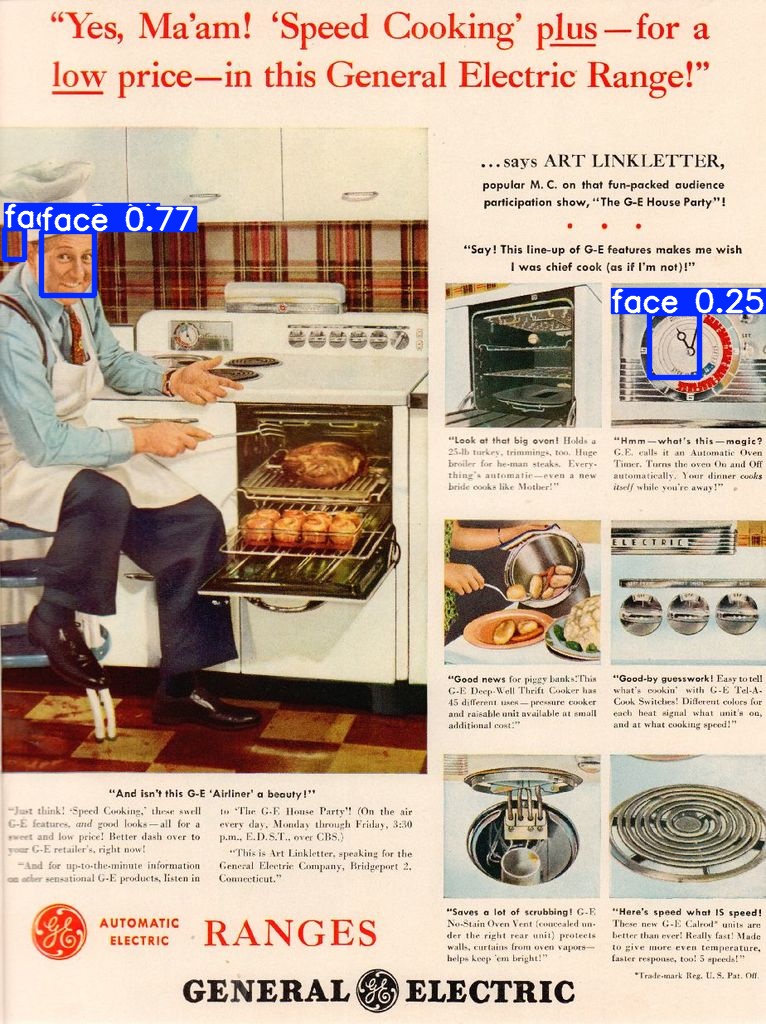 "Yes, Ma'am! 'Speed Cooking' plus—for a
low price—in this General Electric Range!"
...says ART LINKLETTER,
popular M. C. on that fun-packed audience
participation show, "The G-E House Party"!
"Say! This line-up of G-E features makes me wish
I was chief cook (as if I'm not)!"
face 0.77
face 0.25
"Look at that big oven! Holds a
25-lb turkey, trimmings, too. Huge
broiler for he-man steaks. Every-
thing's automatic—even a new
bride cooks like Mother!"
"Hmm—what's this—magic?
G.E. calls it an Automatic Oven
Timer. Turns the oven On and Off
automatically. Your dinner cooks
itself while you're away!"
ELECTRIC
"Good news for piggy banks! This
G-E Deep-Well Thrift Cooker has
45 different uses—pressure cooker
and raisable unit available at small
additional cost!"
"Good-by guesswork! Easy to tell
what's cookin' with G-E Tel-A-
Cook Switches! Different colors for
each heat signal what unit's on,
and at what cooking speed!"
"Saves a lot of scrubbing! G-E
No-Stain Oven Vent (concealed un-
der the right rear unit) protects
walls, curtains from oven vapors—
helps keep 'em bright!"
"Here's speed what IS speed!
These new G-E Calrod* units are
better than ever! Really fast! Made
to give more even temperature,
faster response, too! 5 speeds!"
*Trade-mark Reg. U. S. Pat. Off.
"And isn't this G-E 'Airliner' a beauty!"
"Just think! 'Speed Cooking,' these swell
G-E features, and good looks—all for a
sweet and low price! Better dash over to
your G-E retailer's, right now!
"And for up-to-the-minute information
on other sensational G-E products, listen in
to 'The G-E House Party'! (On the air
every day, Monday through Friday, 3:30
p.m., E.D.S.T., over CBS.)
"This is Art Linkletter, speaking for the
General Electric Company, Bridgeport 2,
Connecticut."
GE
AUTOMATIC
ELECTRIC
RANGES
GENERAL GE ELECTRIC